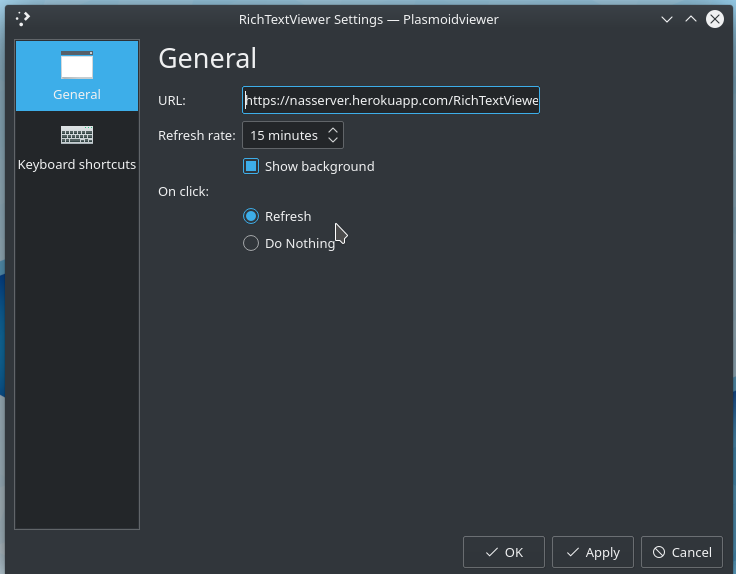 RichTextViewer Settings — Plasmoidviewer
General
Keyboard shortcuts
General
URL: https://nasserver.herokuapp.com/RichTextViewe
Refresh rate: 15 minutes
Show background
On click:
Refresh
Do Nothing
OK Apply Cancel